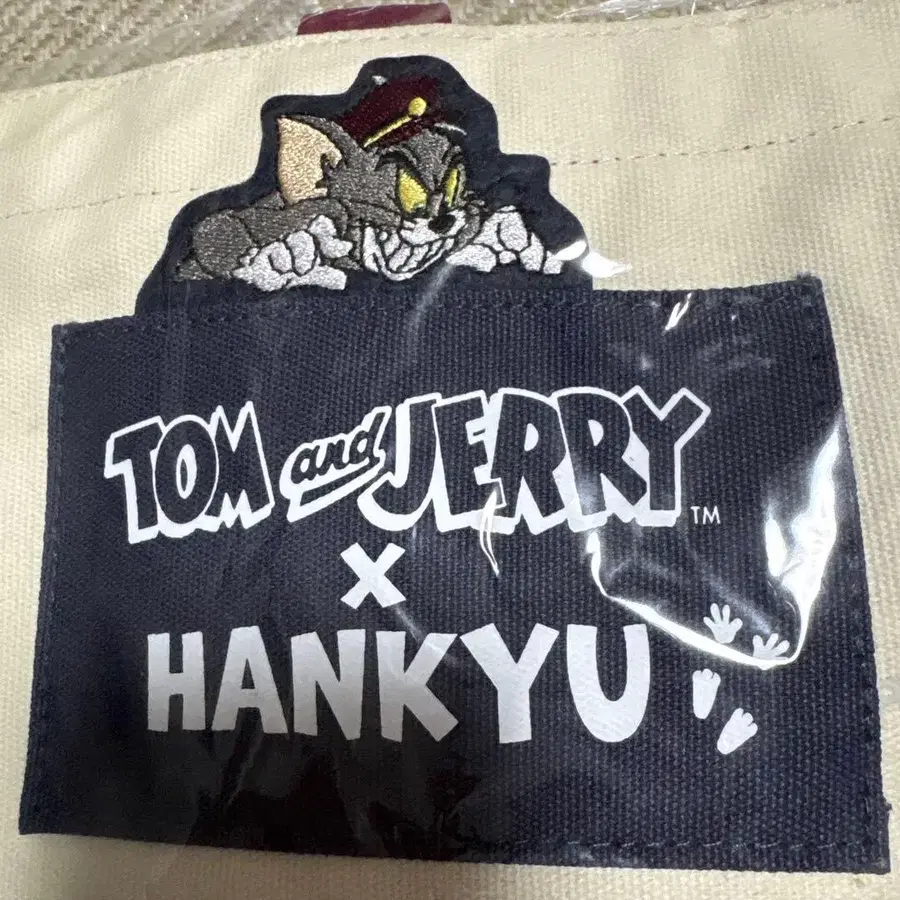 TOM and JERRY™
×
HANKYU